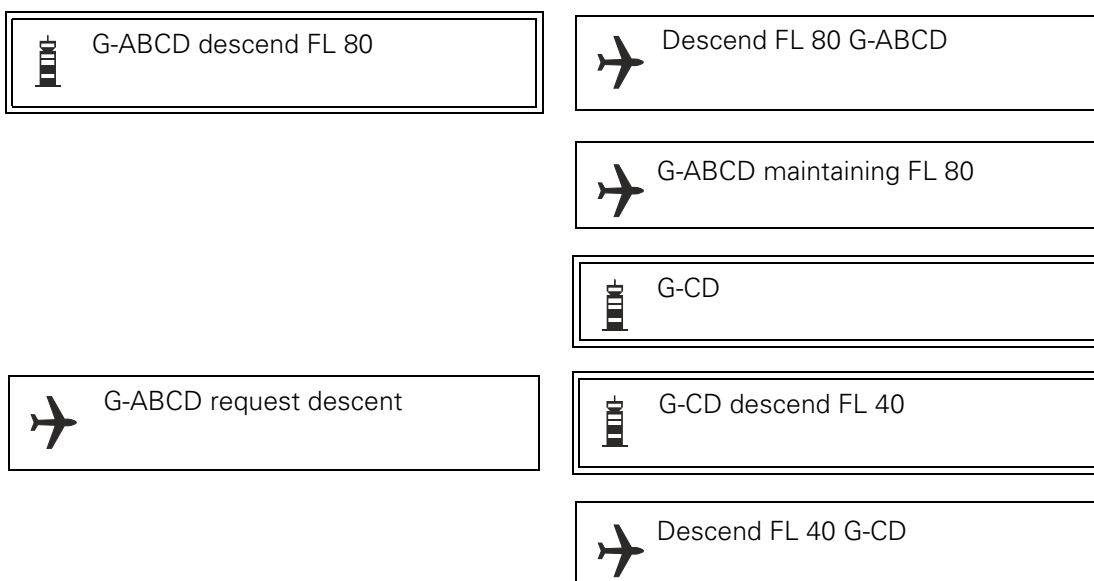 G-ABCD descend FL 80
Descend FL 80 G-ABCD
G-ABCD maintaining FL 80
G-CD
G-ABCD request descent
G-CD descend FL 40
Descend FL 40 G-CD